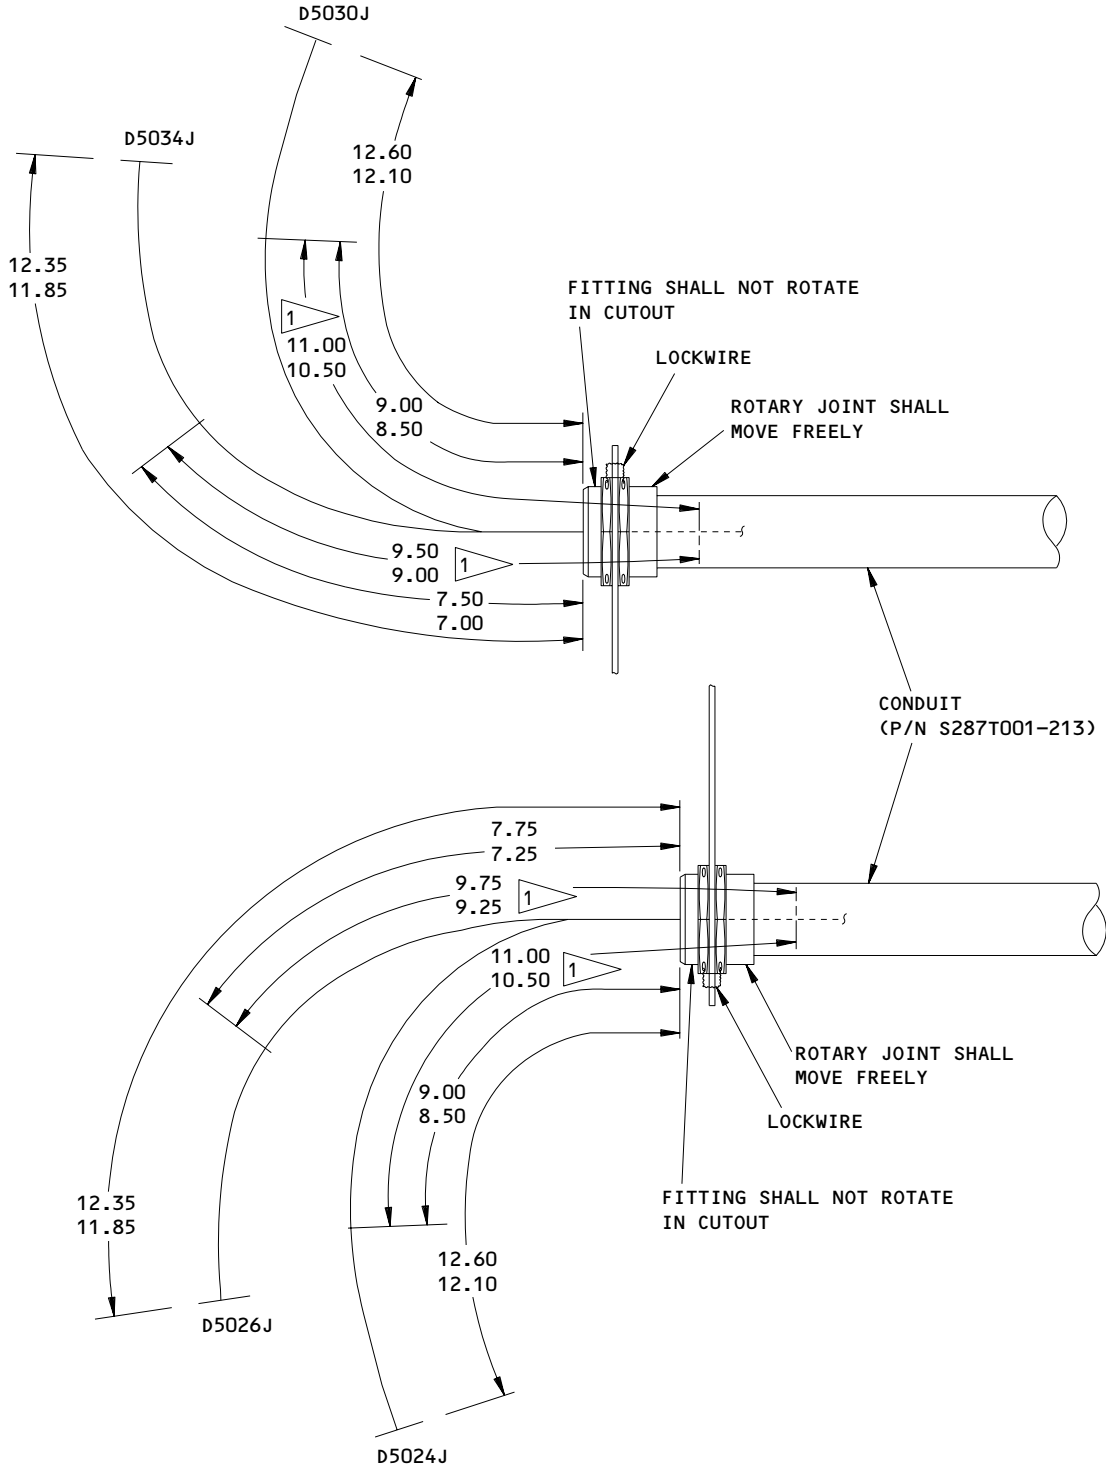 D5030J
D5034J
12.60
12.10
12.35
11.85
FITTING SHALL NOT ROTATE
IN CUTOUT
1
11.00
10.50
LOCKWIRE
9.00
8.50
ROTARY JOINT SHALL
MOVE FREELY
9.50
9.00
1
7.50
7.00
CONDUIT
(P/N S287T001-213)
7.75
7.25
9.75
9.25
1
11.00
10.50
1
ROTARY JOINT SHALL
MOVE FREELY
9.00
8.50
LOCKWIRE
12.35
11.85
FITTING SHALL NOT ROTATE
IN CUTOUT
12.60
12.10
D5026J
D5024J